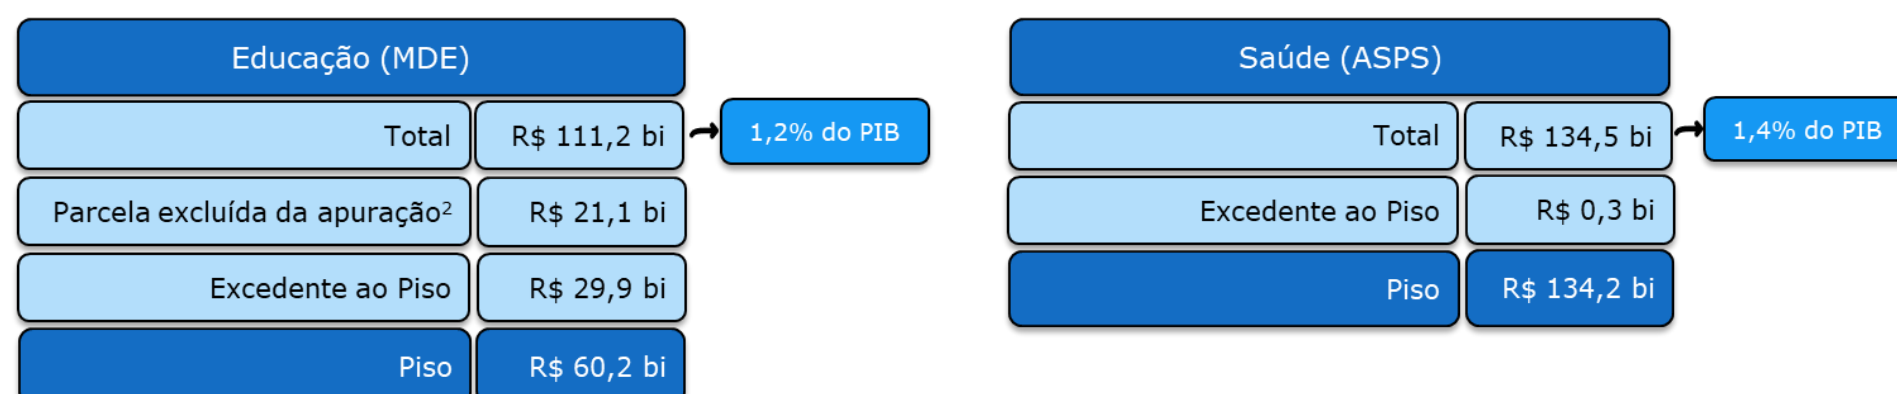 Educação (MDE)
Total R$ 111,2 bi 1,2% do PIB
Parcela excluída da apuração² R$ 21,1 bi
Excedente ao Piso R$ 29,9 bi
Piso R$ 60,2 bi
Saúde (ASPS)
Total R$ 134,5 bi 1,4% do PIB
Excedente ao Piso R$ 0,3 bi
Piso R$ 134,2 bi